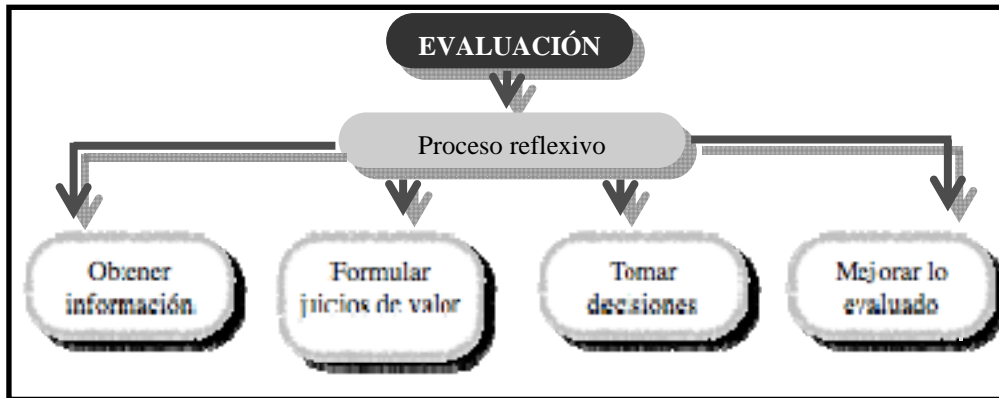 EVALUACIÓN
Proceso reflexivo
Obtener
información
Formular
juicios de valor
Tomar
decisiones
Mejorar lo
evaluado